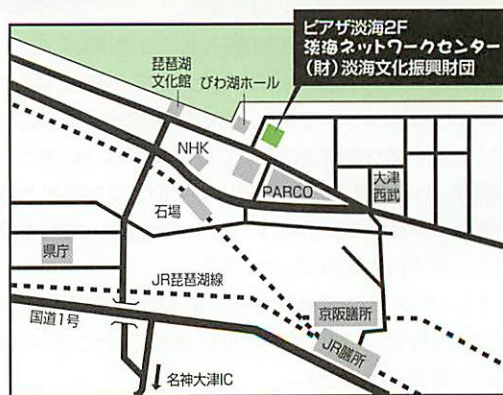 ピアザ淡海2F
淡海ネットワークセンター
(財)淡海文化振興財団
琵琶湖
文化館
びわ湖ホール
NHK
PARCO
大津
西武
石場
県庁
JR琵琶湖線
京阪膳所
国道1号
JR膳所
名神大津IC